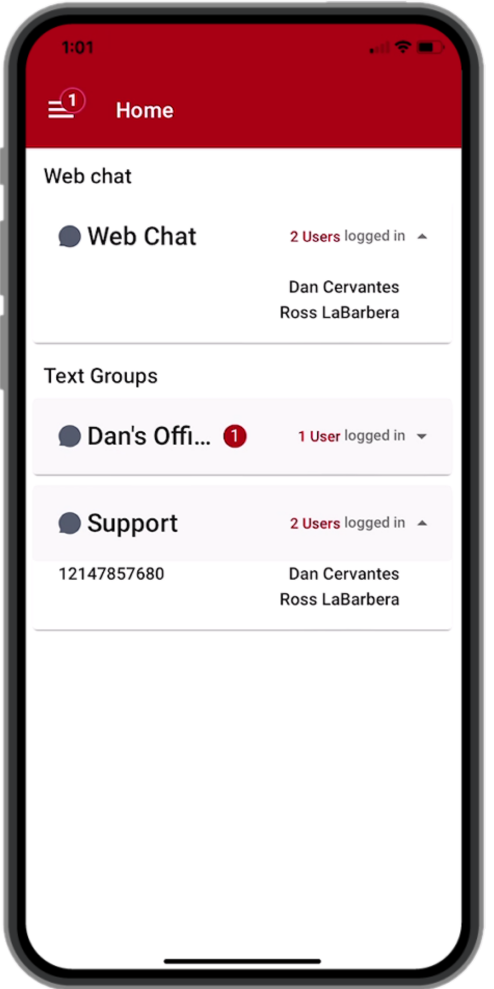 1:01
1
Home
Web chat
Web Chat
2 Users logged in
Dan Cervantes
Ross LaBarbera
Text Groups
Dan's Offi... 1
1 User logged in
Support
2 Users logged in
12147857680
Dan Cervantes
Ross LaBarbera